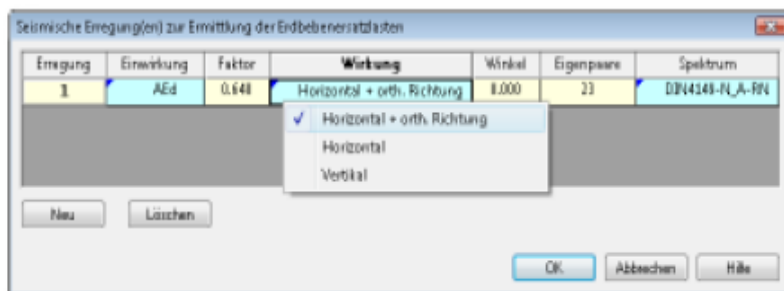 Seismische Erregung(en) zur Ermittlung der Erdbebenersatzlasten
Erregung Einwirkung Faktor Wirkung Winkel Eigenpaare Spektrum
1 AEd 0.640 Horizontal + orth. Richtung 0.000 23 DIN4149-N_A-RN
Horizontal + orth. Richtung
Horizontal
Vertikal
Neu Löschen
OK Abbrechen Hilfe